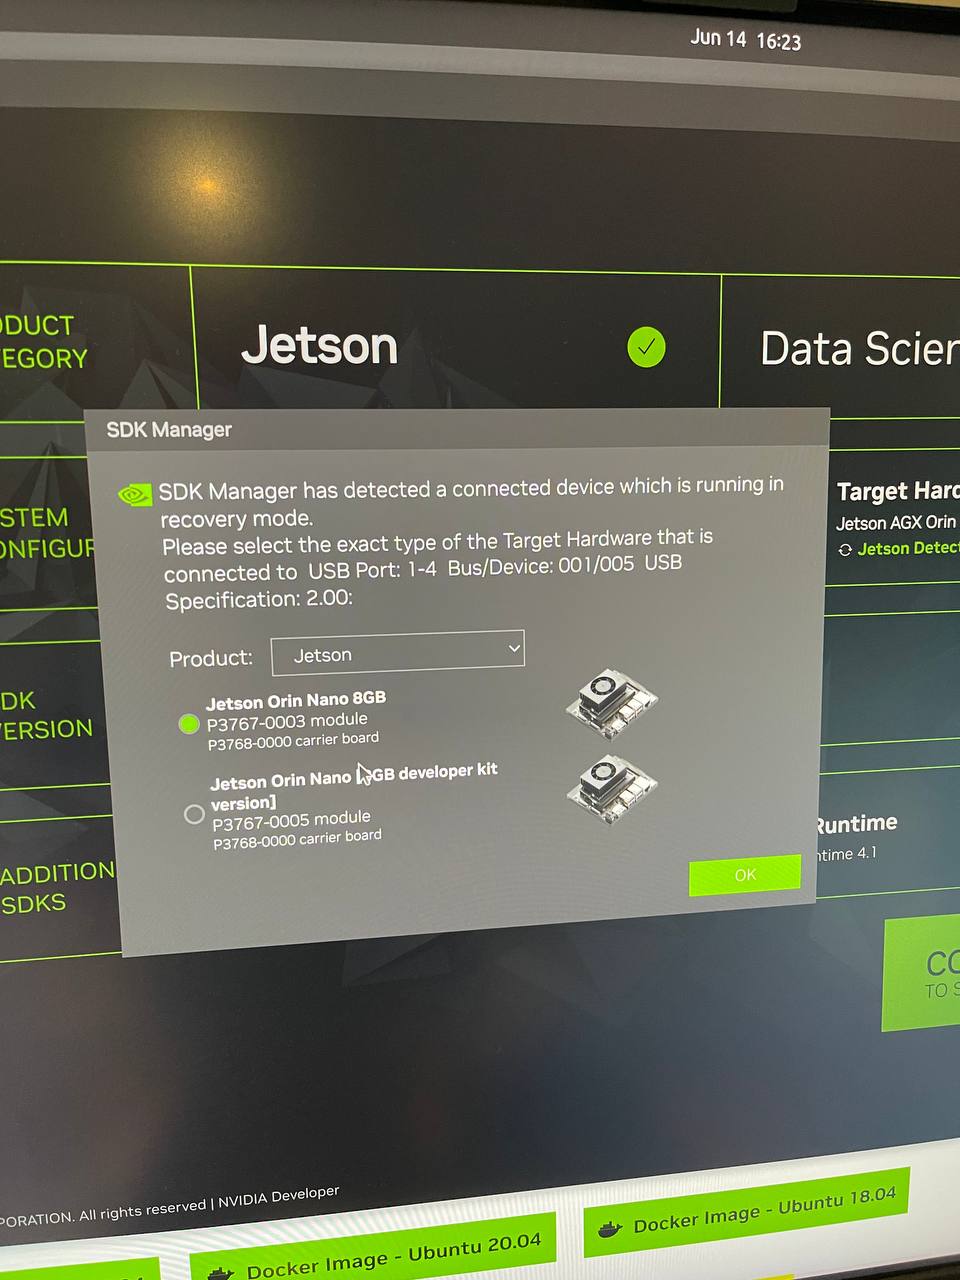 Jun 14 16:23
Jetson
Data Scien
SDK Manager
SDK Manager has detected a connected device which is running in
recovery mode.
Please select the exact type of the Target Hardware that is
connected to USB Port: 1-4 Bus/Device: 001/005 USB
Specification: 2.00:
Product: Jetson
Jetson Orin Nano 8GB
P3767-0003 module
P3768-0000 carrier board
Jetson Orin Nano GB developer kit
version]
P3767-0005 module
P3768-0000 carrier board
OK
ODUCT
EGORY
STEM
ONFIGUR
DK
VERSION
ADDITION
SDKS
Target Hard
Jetson AGX Orin
Jetson Detect
Runtime
ntime 4.1
CO
TO S
PORATION. All rights reserved | NVIDIA Developer
Docker Image - Ubuntu 20.04
Docker Image - Ubuntu 18.04